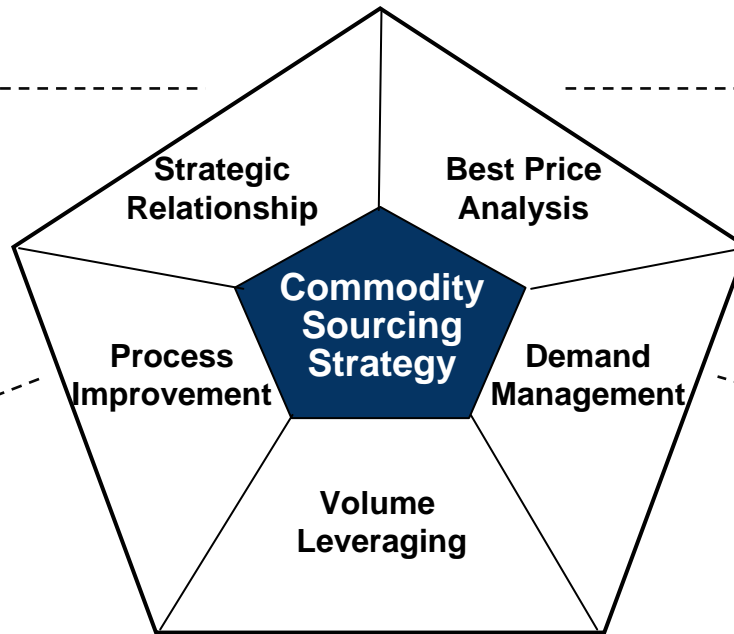 Strategic
Relationship
Best Price
Analysis
Commodity
Sourcing
Strategy
Process
Improvement
Demand
Management
Volume
Leveraging